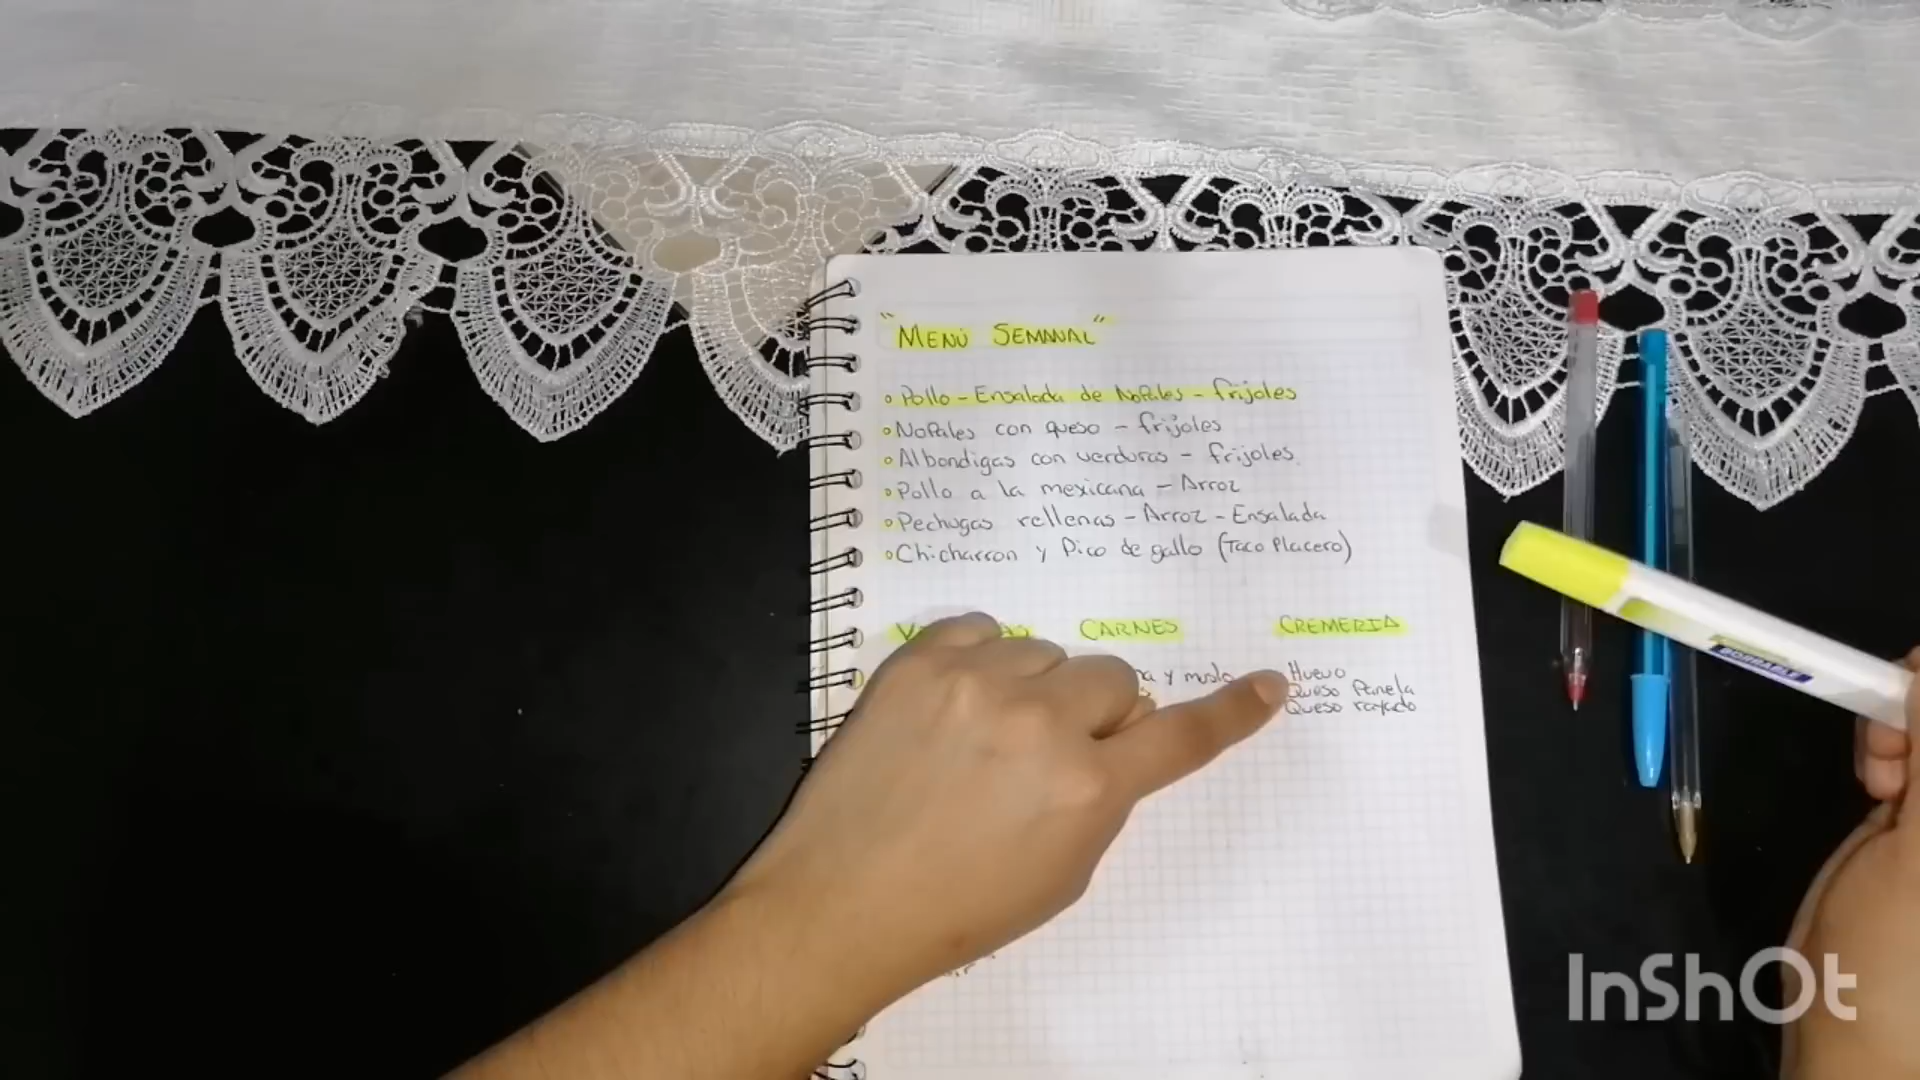 "MENÚ SEMANAL"
Pollo - Ensalada de Nopales - frijoles
Nopales con queso - frijoles
Albondigas con verduras - frijoles
Pollo a la mexicana - Arroz
Pechugas rellenas - Arroz - Ensalada
Chicharron y Pico de gallo (Taco Placero)
CARNES
CREMERIA
y muslo
Huevo
Queso Panela
Queso rayado
BORRABLE
InShOt